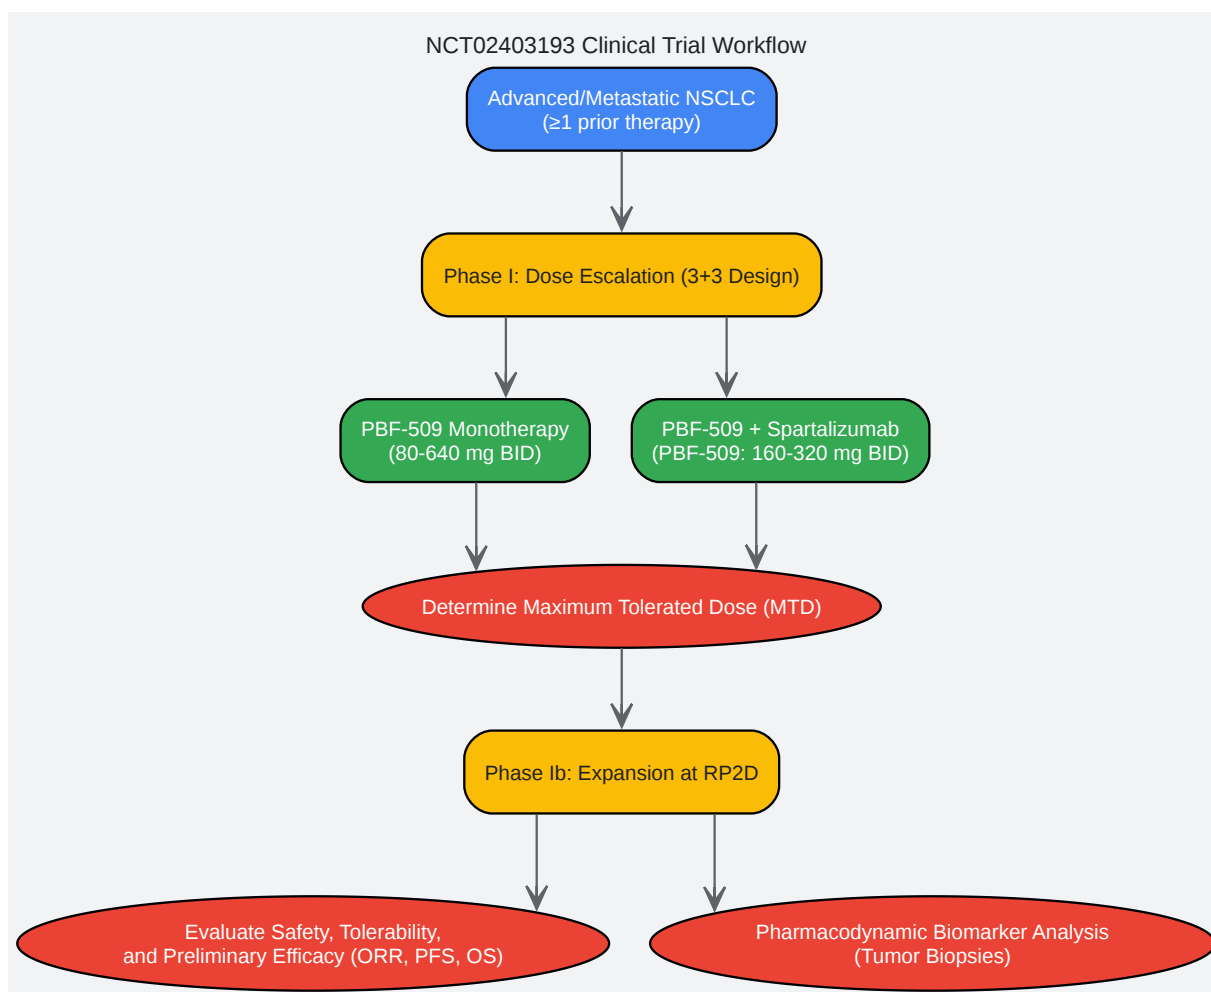 NCT02403193 Clinical Trial Workflow
Advanced/Metastatic NSCLC
(≥1 prior therapy)
Phase I: Dose Escalation (3+3 Design)
PBF-509 Monotherapy
(80-640 mg BID)
PBF-509 + Spartalizumab
(PBF-509: 160-320 mg BID)
Determine Maximum Tolerated Dose (MTD)
Phase Ib: Expansion at RP2D
Evaluate Safety, Tolerability,
and Preliminary Efficacy (ORR, PFS, OS)
Pharmacodynamic Biomarker Analysis
(Tumor Biopsies)